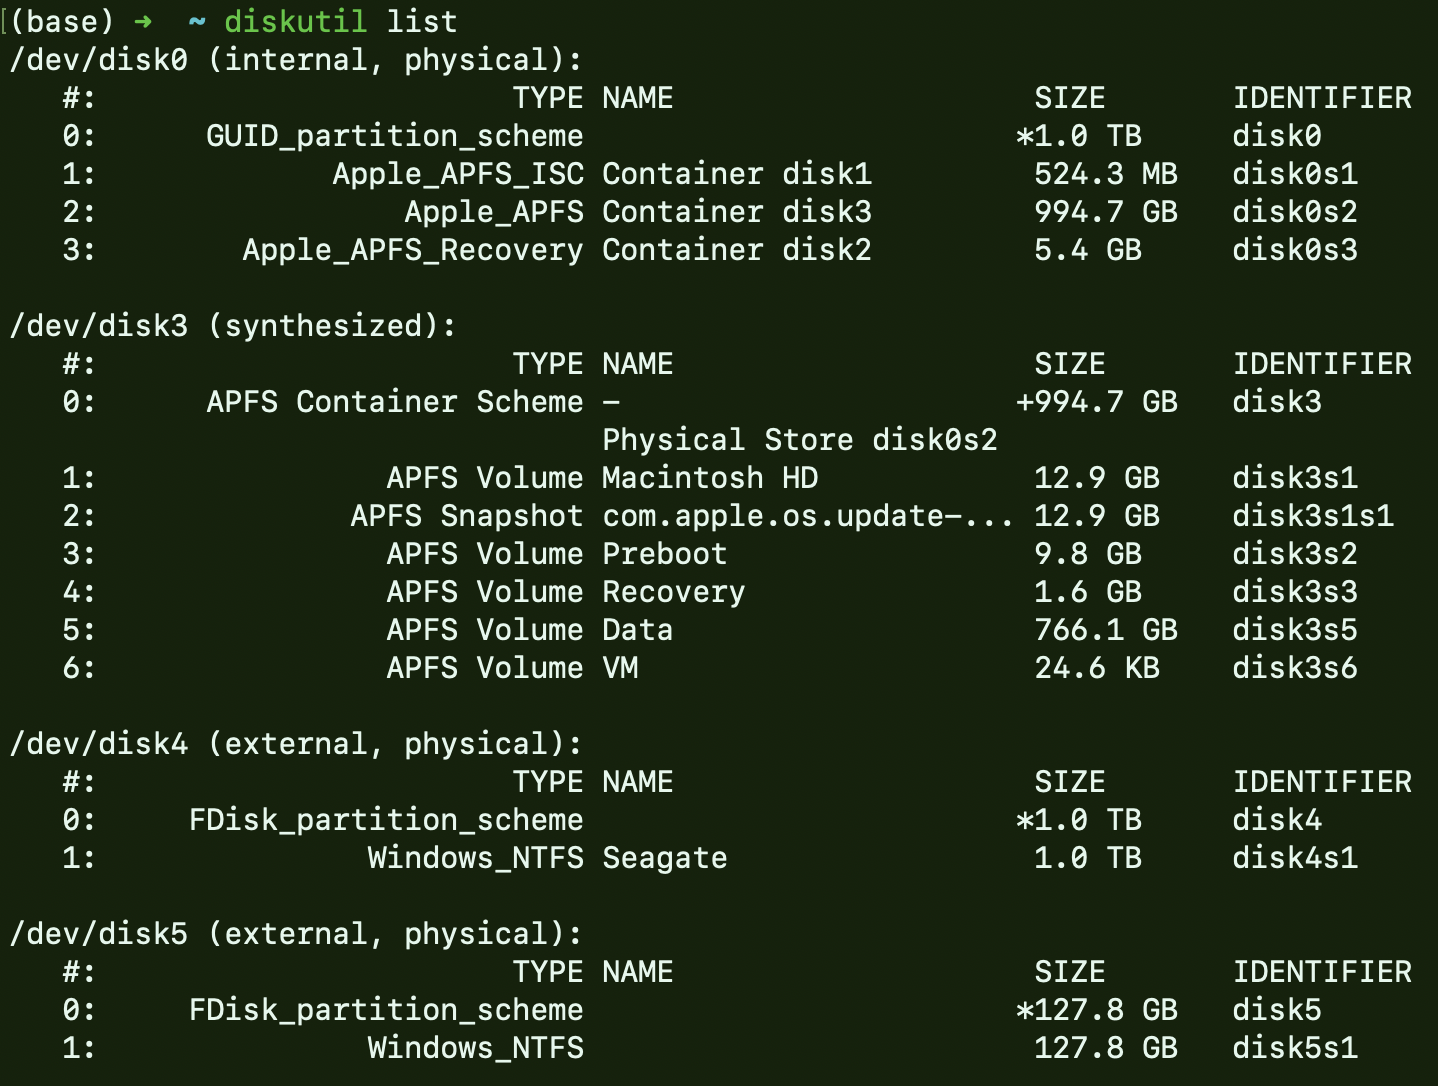 [(base) ➜  ~ diskutil list
/dev/disk0 (internal, physical):
   #:                       TYPE NAME                    SIZE       IDENTIFIER
   0:      GUID_partition_scheme                        *1.0 TB     disk0
   1:             Apple_APFS_ISC Container disk1         524.3 MB   disk0s1
   2:                 Apple_APFS Container disk3         994.7 GB   disk0s2
   3:        Apple_APFS_Recovery Container disk2         5.4 GB     disk0s3

/dev/disk3 (synthesized):
   #:                       TYPE NAME                    SIZE       IDENTIFIER
   0:      APFS Container Scheme -                      +994.7 GB   disk3
                                 Physical Store disk0s2
   1:                APFS Volume Macintosh HD            12.9 GB    disk3s1
   2:              APFS Snapshot com.apple.os.update-... 12.9 GB    disk3s1s1
   3:                APFS Volume Preboot                 9.8 GB     disk3s2
   4:                APFS Volume Recovery                1.6 GB     disk3s3
   5:                APFS Volume Data                    766.1 GB   disk3s5
   6:                APFS Volume VM                      24.6 KB    disk3s6

/dev/disk4 (external, physical):
   #:                       TYPE NAME                    SIZE       IDENTIFIER
   0:     FDisk_partition_scheme                        *1.0 TB     disk4
   1:               Windows_NTFS Seagate                 1.0 TB     disk4s1

/dev/disk5 (external, physical):
   #:                       TYPE NAME                    SIZE       IDENTIFIER
   0:     FDisk_partition_scheme                        *127.8 GB   disk5
   1:               Windows_NTFS                         127.8 GB   disk5s1